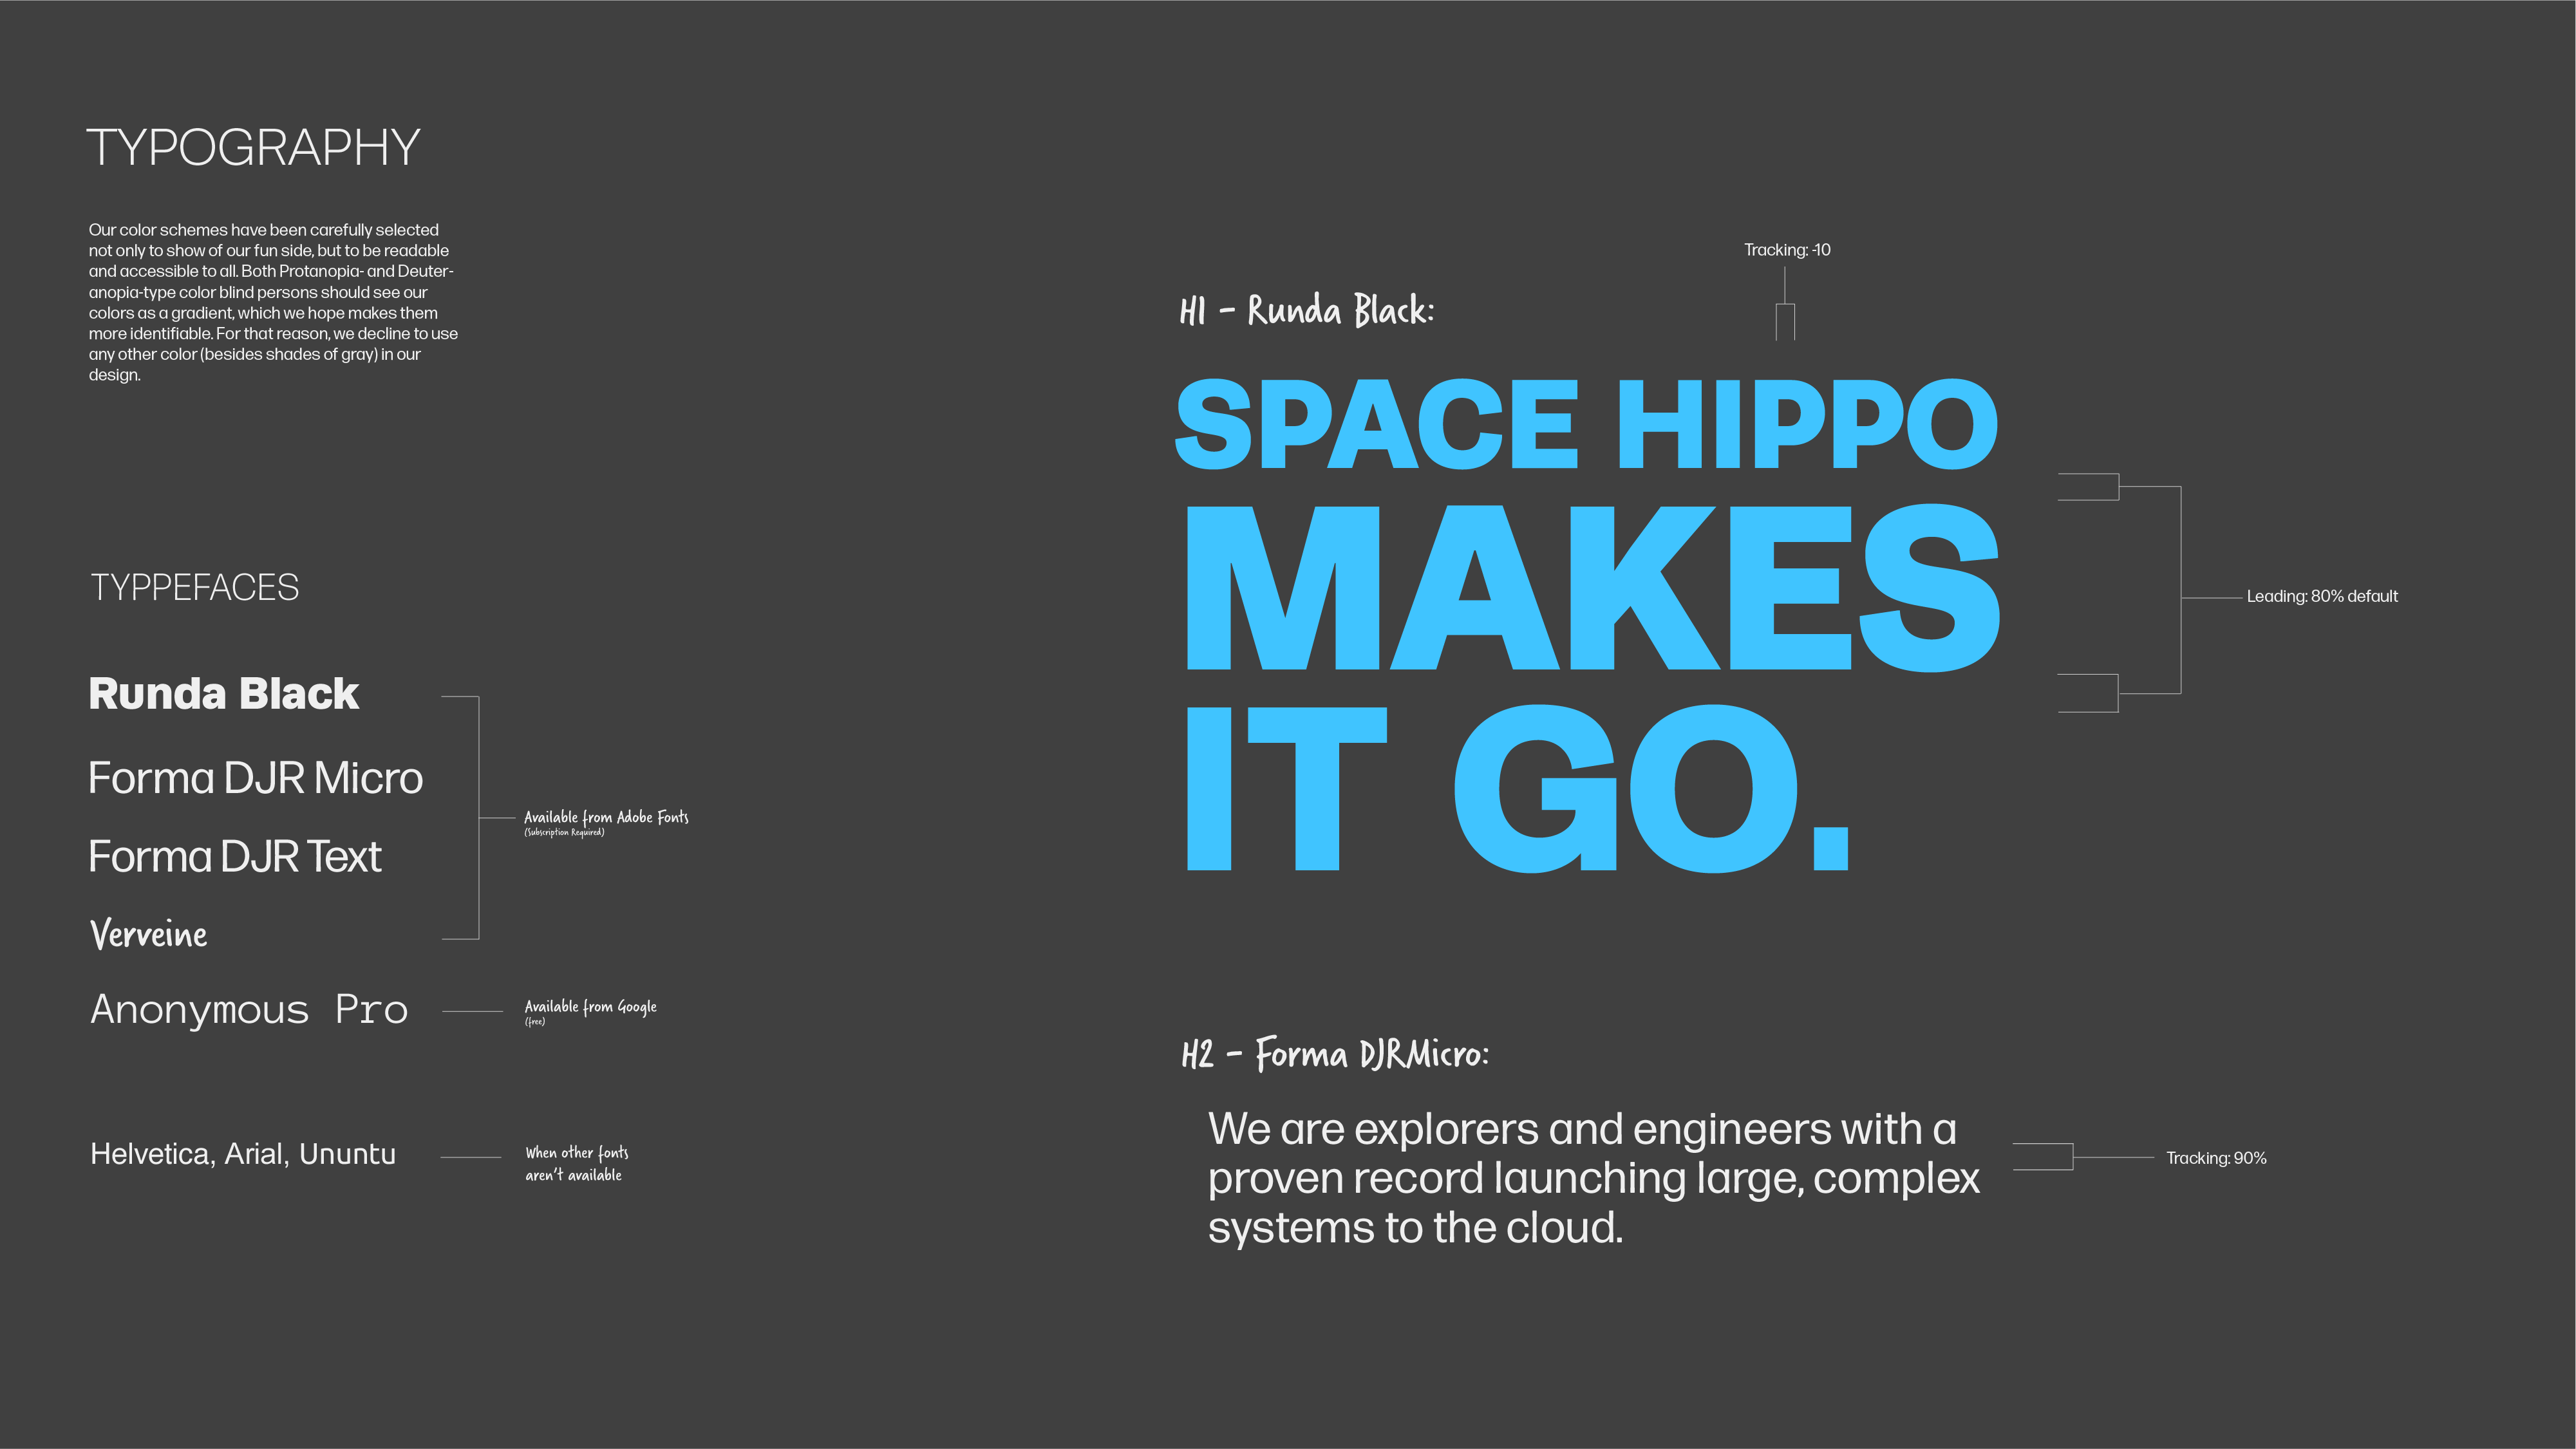 TYPOGRAPHY
Our color schemes have been carefully selected
not only to show of our fun side, but to be readable
and accessible to all. Both Protanopia- and Deuter-
anopia-type color blind persons should see our
colors as a gradient, which we hope makes them
more identifiable. For that reason, we decline to use
any other color (besides shades of gray) in our
design.
TYPPEFACES
Runda Black
Forma DJR Micro
Forma DJR Text
Verveine
Available from Adobe Fonts
(Subscription Required)
Anonymous Pro
Available from Google
(free)
Helvetica, Arial, Ununtu
When other fonts
aren't available
Tracking: -10
H1 - Runda Black:
SPACE HIPPO
MAKES
IT GO.
Leading: 80% default
H2 - Forma DJRMicro:
We are explorers and engineers with a
proven record launching large, complex
systems to the cloud.
Tracking: 90%